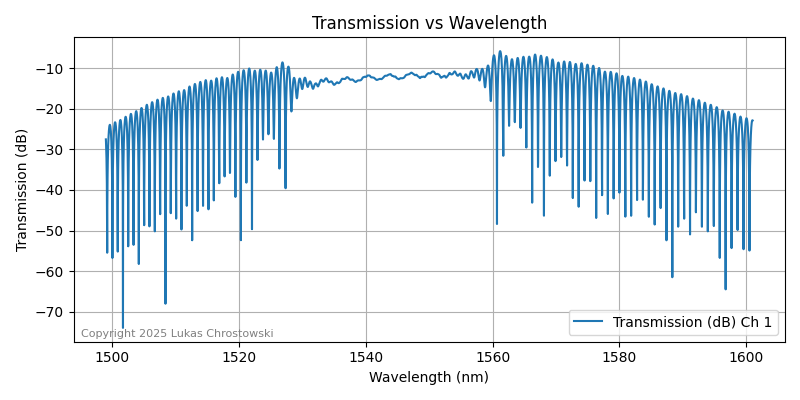 Transmission vs Wavelength
Transmission (dB)
−10
−20
−30
−40
−50
−60
−70
Copyright 2025 Lukas Chrostowski
Transmission (dB) Ch 1
1500 1520 1540 1560 1580 1600
Wavelength (nm)